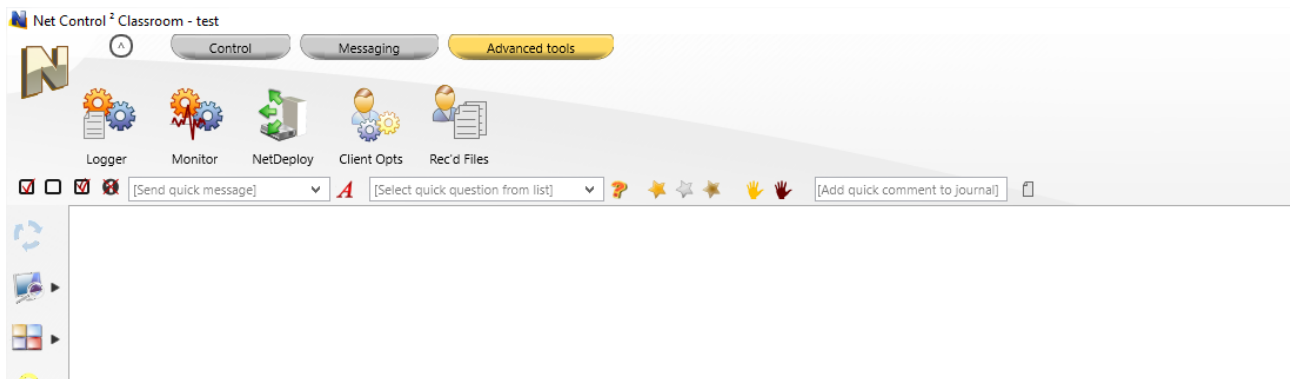 Net Control ² Classroom - test
Control Messaging Advanced tools
Logger Monitor NetDeploy Client Opts Rec'd Files
[Send quick message] [Select quick question from list] [Add quick comment to journal]